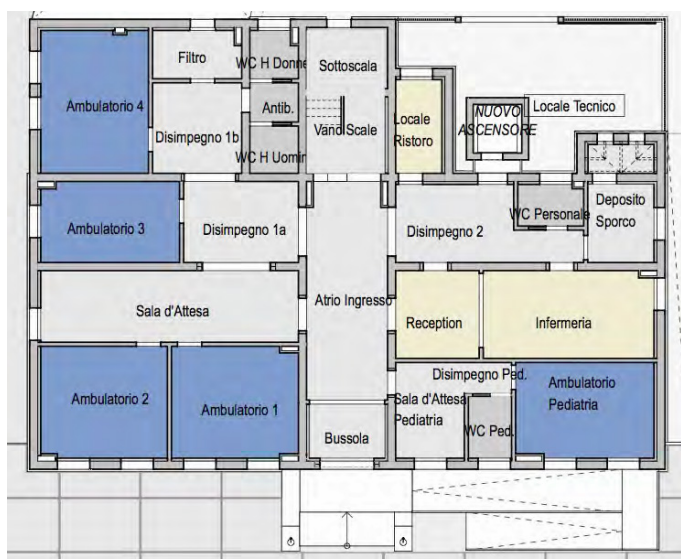 Filtro
WC H Donne
Sottoscala
Ambulatorio 4
Antib.
Locale
Ristoro
NUOVO
ASCENSORE
Locale Tecnico
Disimpegno 1b
Vano Scale
WC H Uomin
Ambulatorio 3
Disimpegno 1a
Disimpegno 2
WC Personale
Deposito
Sporco
Sala d'Attesa
Atrio Ingresso
Reception
Infermeria
Disimpegno Ped.
Ambulatorio 2
Ambulatorio 1
Sala d'Attesa
Pediatria
Ambulatorio
Pediatria
Bussola
WC Ped.